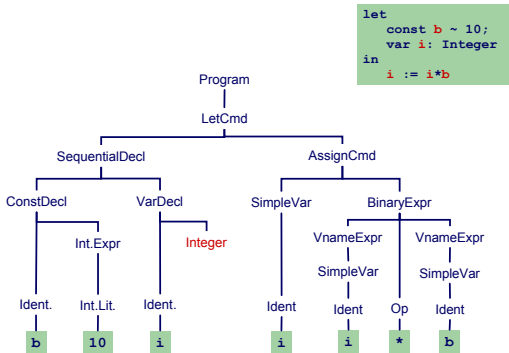 let
const b ~ 10;
var i: Integer
in
i := i*b
Program
LetCmd
SequentialDecl AssignCmd
ConstDecl VarDecl SimpleVar BinaryExpr
Int.Expr Integer VnameExpr VnameExpr
SimpleVar SimpleVar
Ident. Int.Lit. Ident. Ident Ident Op Ident
b 10 i i i * b